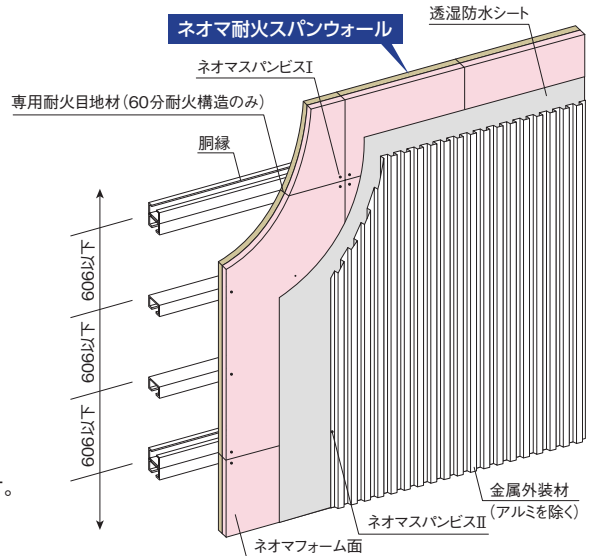 ネオマ耐火スパンウォール
透湿防水シート
ネオマスパンビスI
専用耐火目地材（60分耐火構造のみ）
胴縁
606以下
606以下
606以下
す。
金属外装材
（アルミを除く）
ネオマスパンビスII
ネオマフォーム面